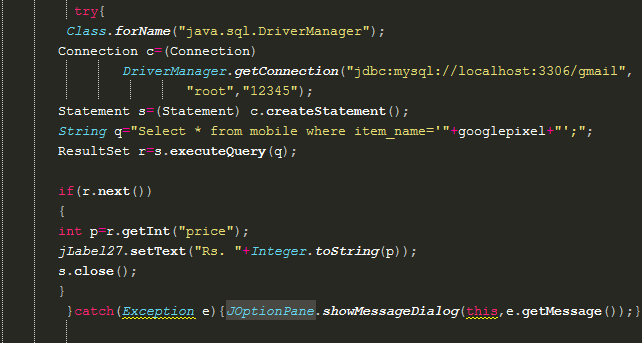 try{
Class.forName("java.sql.DriverManager");
Connection c=(Connection)
DriverManager.getConnection("jdbc:mysql://localhost:3306/gmail",
"root","12345");
Statement s=(Statement) c.createStatement();
String q="Select * from mobile where item_name='"+googlepixel+"';";
ResultSet r=s.executeQuery(q);
if(r.next())
{
int p=r.getInt("price");
jLabel27.setText("Rs. "+Integer.toString(p));
s.close();
}
}catch(Exception e){JOptionPane.showMessageDialog(this,e.getMessage());}